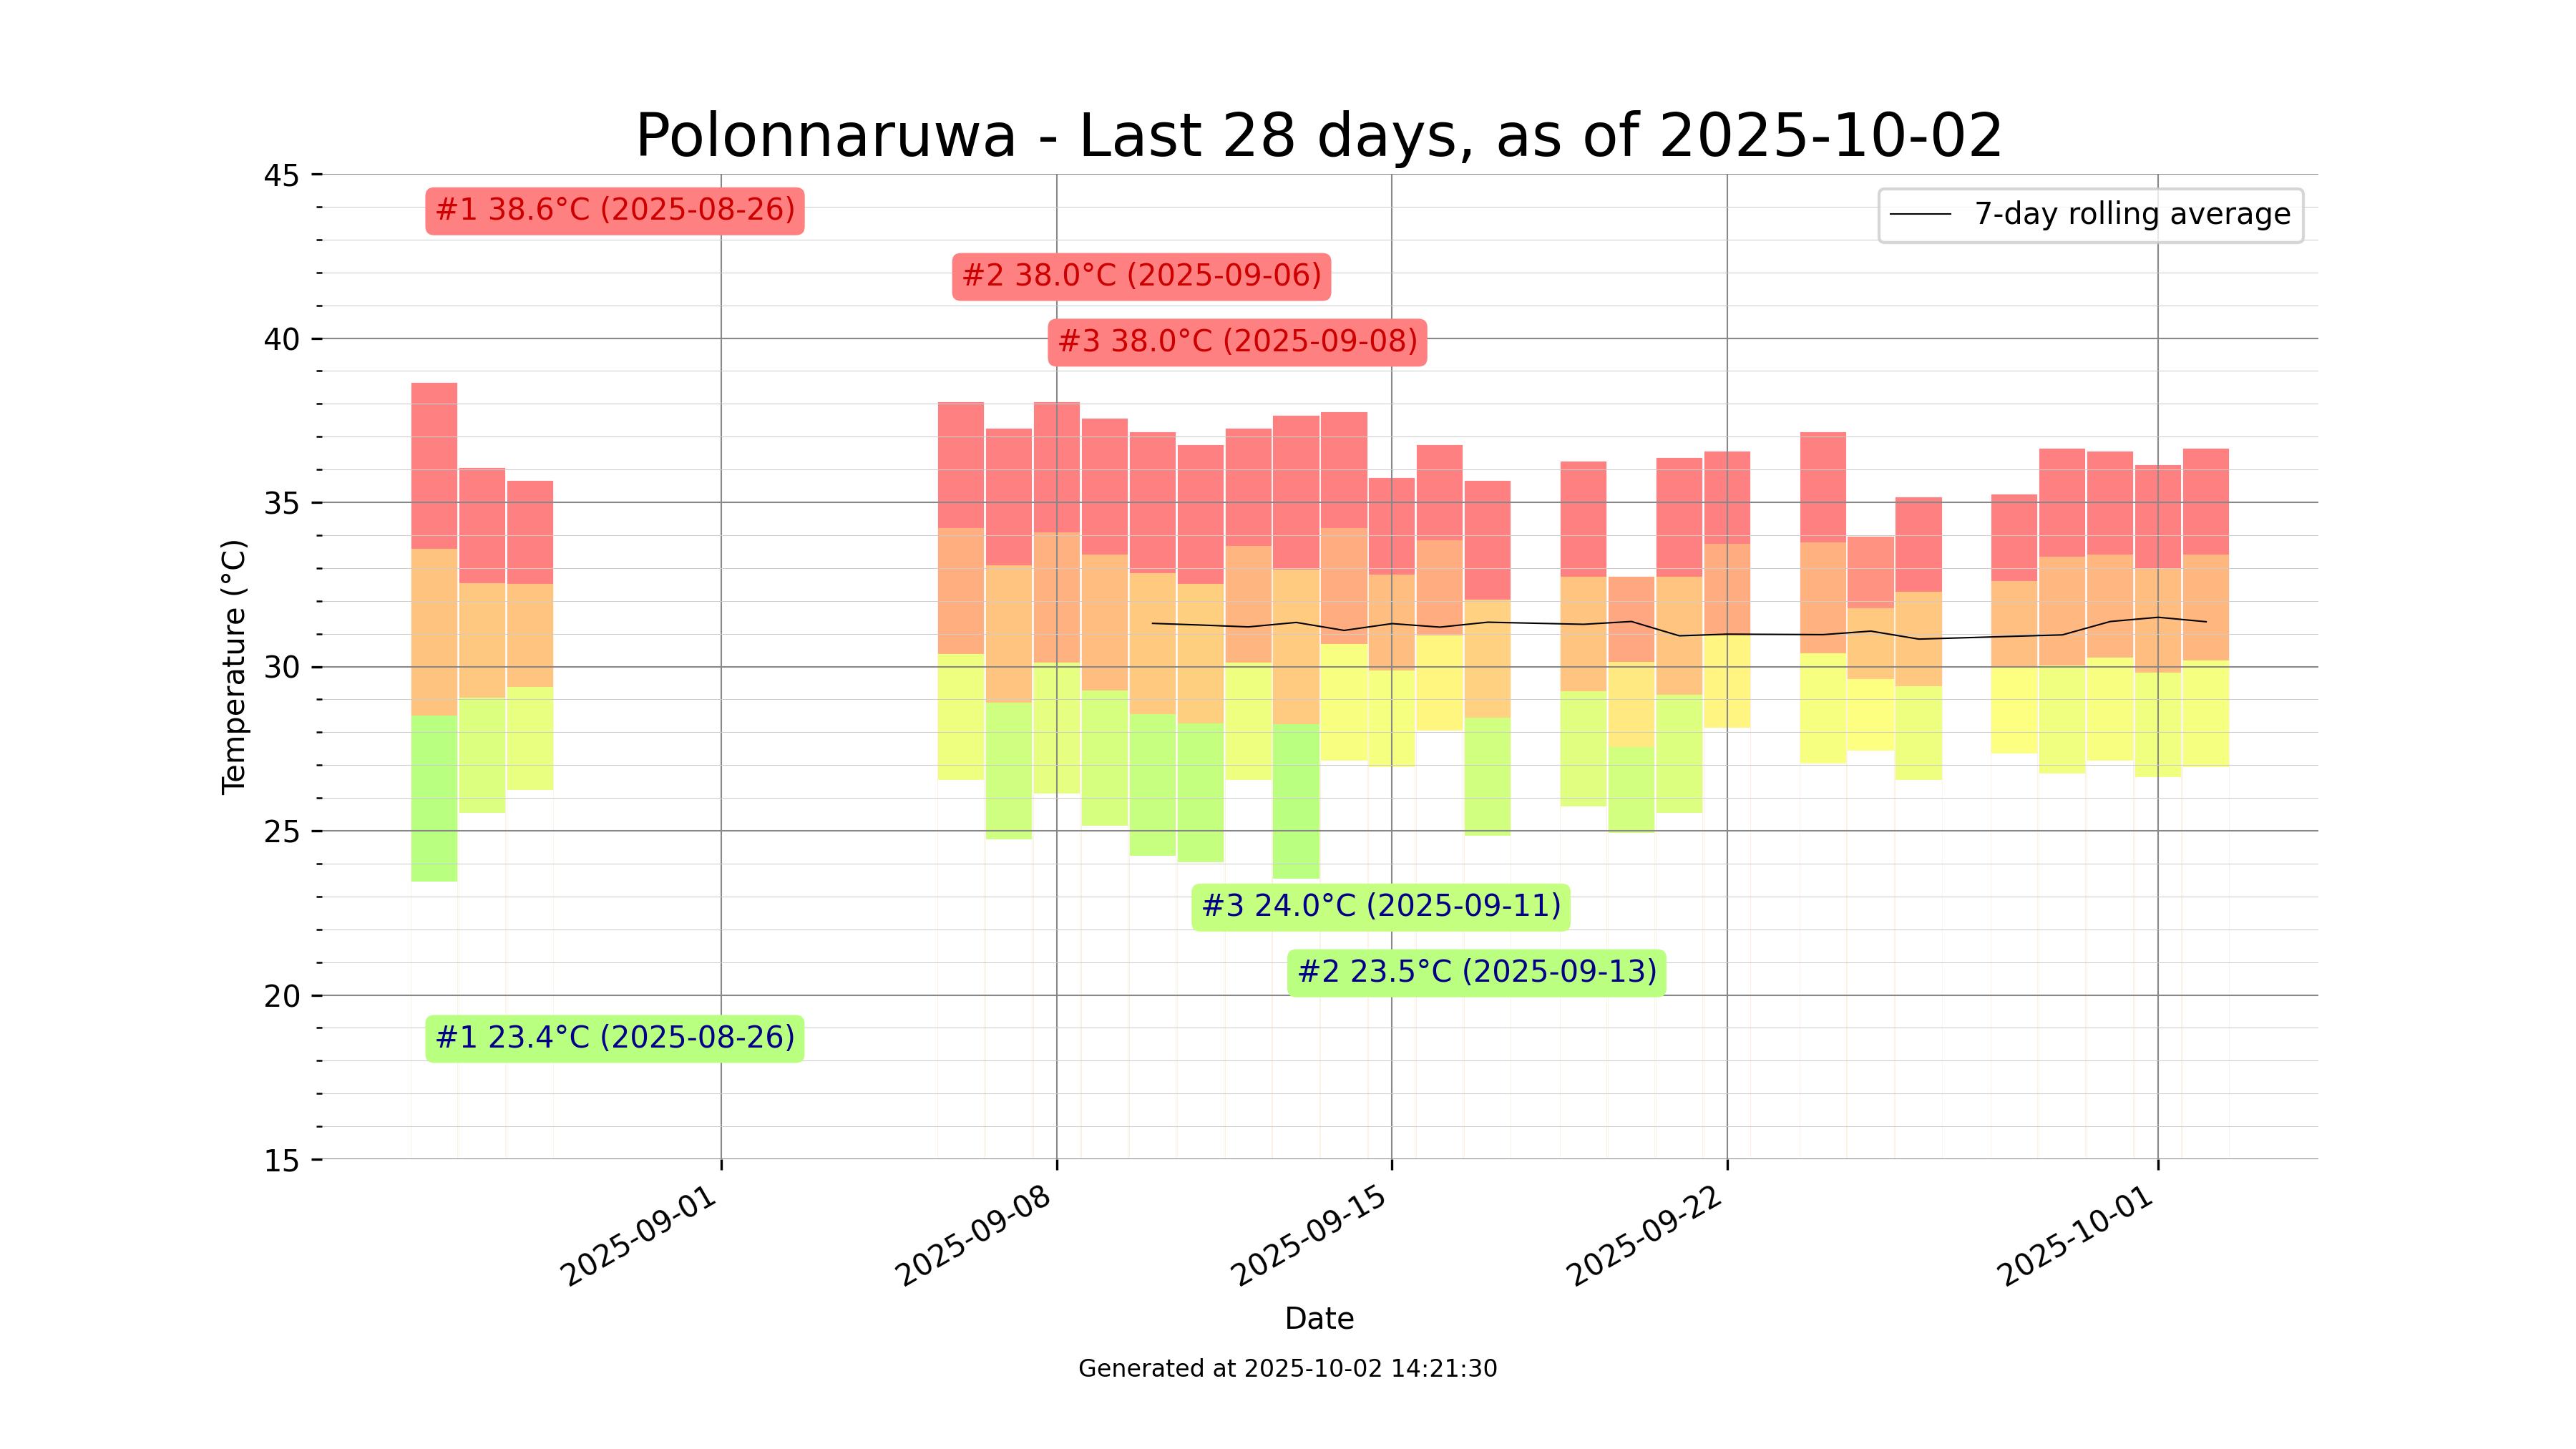 Polonnaruwa - Last 28 days, as of 2025-10-02
45
#1 38.6°C (2025-08-26)
7-day rolling average
#2 38.0°C (2025-09-06)
40
#3 38.0°C (2025-09-08)
35
30
25
20
15
Temperature (°C)
#3 24.0°C (2025-09-11)
#2 23.5°C (2025-09-13)
#1 23.4°C (2025-08-26)
2025-09-01
2025-09-08
2025-09-15
2025-09-22
2025-10-01
Date
Generated at 2025-10-02 14:21:30